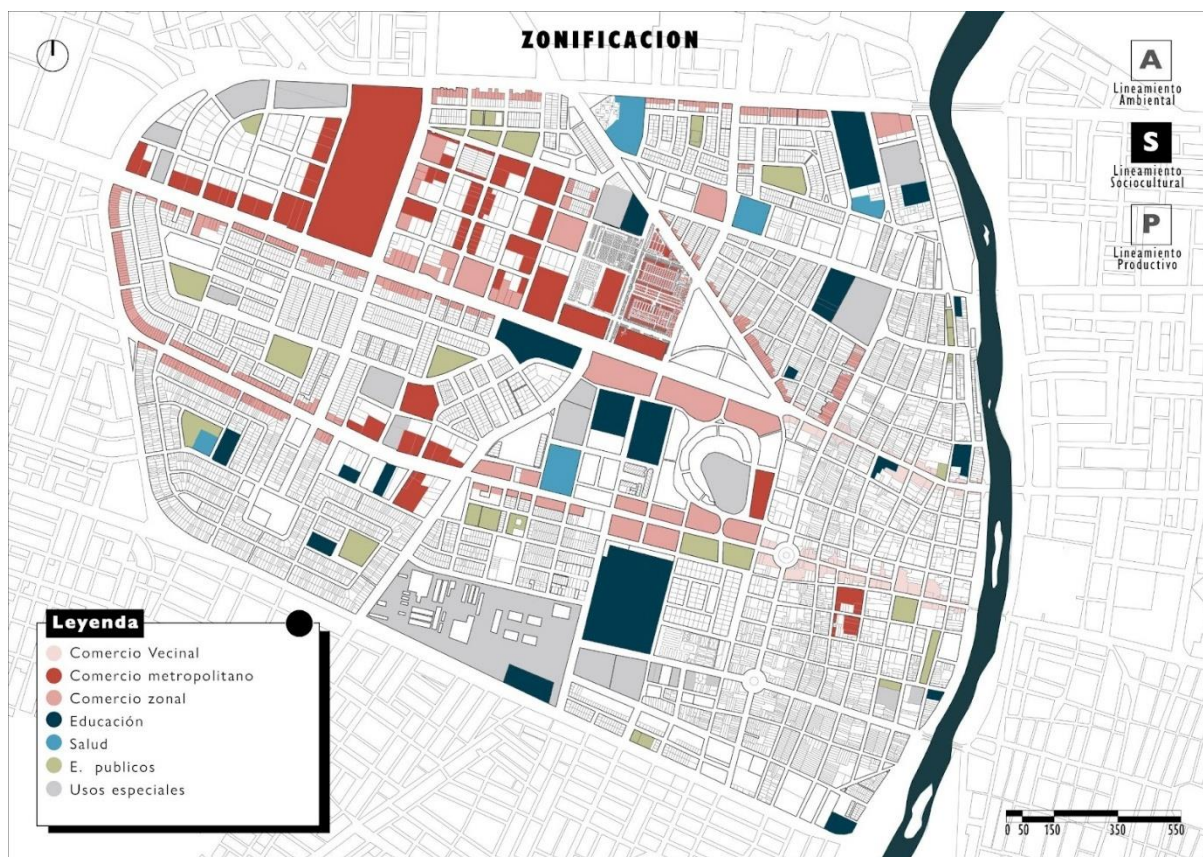 ZONIFICACION
A
Lineamiento
Ambiental
S
Lineamiento
Sociocultural
P
Lineamiento
Productivo
Leyenda
Comercio Vecinal
Comercio metropolitano
Comercio zonal
Educación
Salud
E. publicos
Usos especiales
0 50 150 350 550